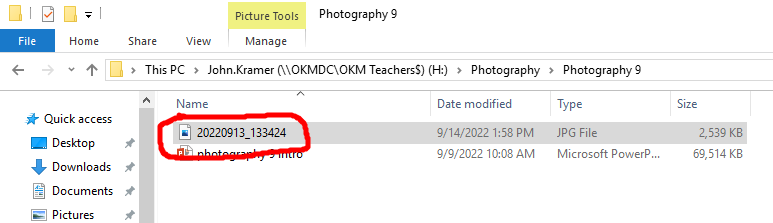 Picture Tools Photography 9
File Home Share View Manage
This PC John.Kramer (\\OKMDC\OKM Teachers$) (H:) Photography Photography 9
Name Date modified Type Size
Quick access
20220913_133424 9/14/2022 1:58 PM JPG File 2,539 KB
Desktop
photography 9 intro 9/9/2022 10:08 AM Microsoft PowerP... 69,514 KB
Downloads
Documents
Pictures